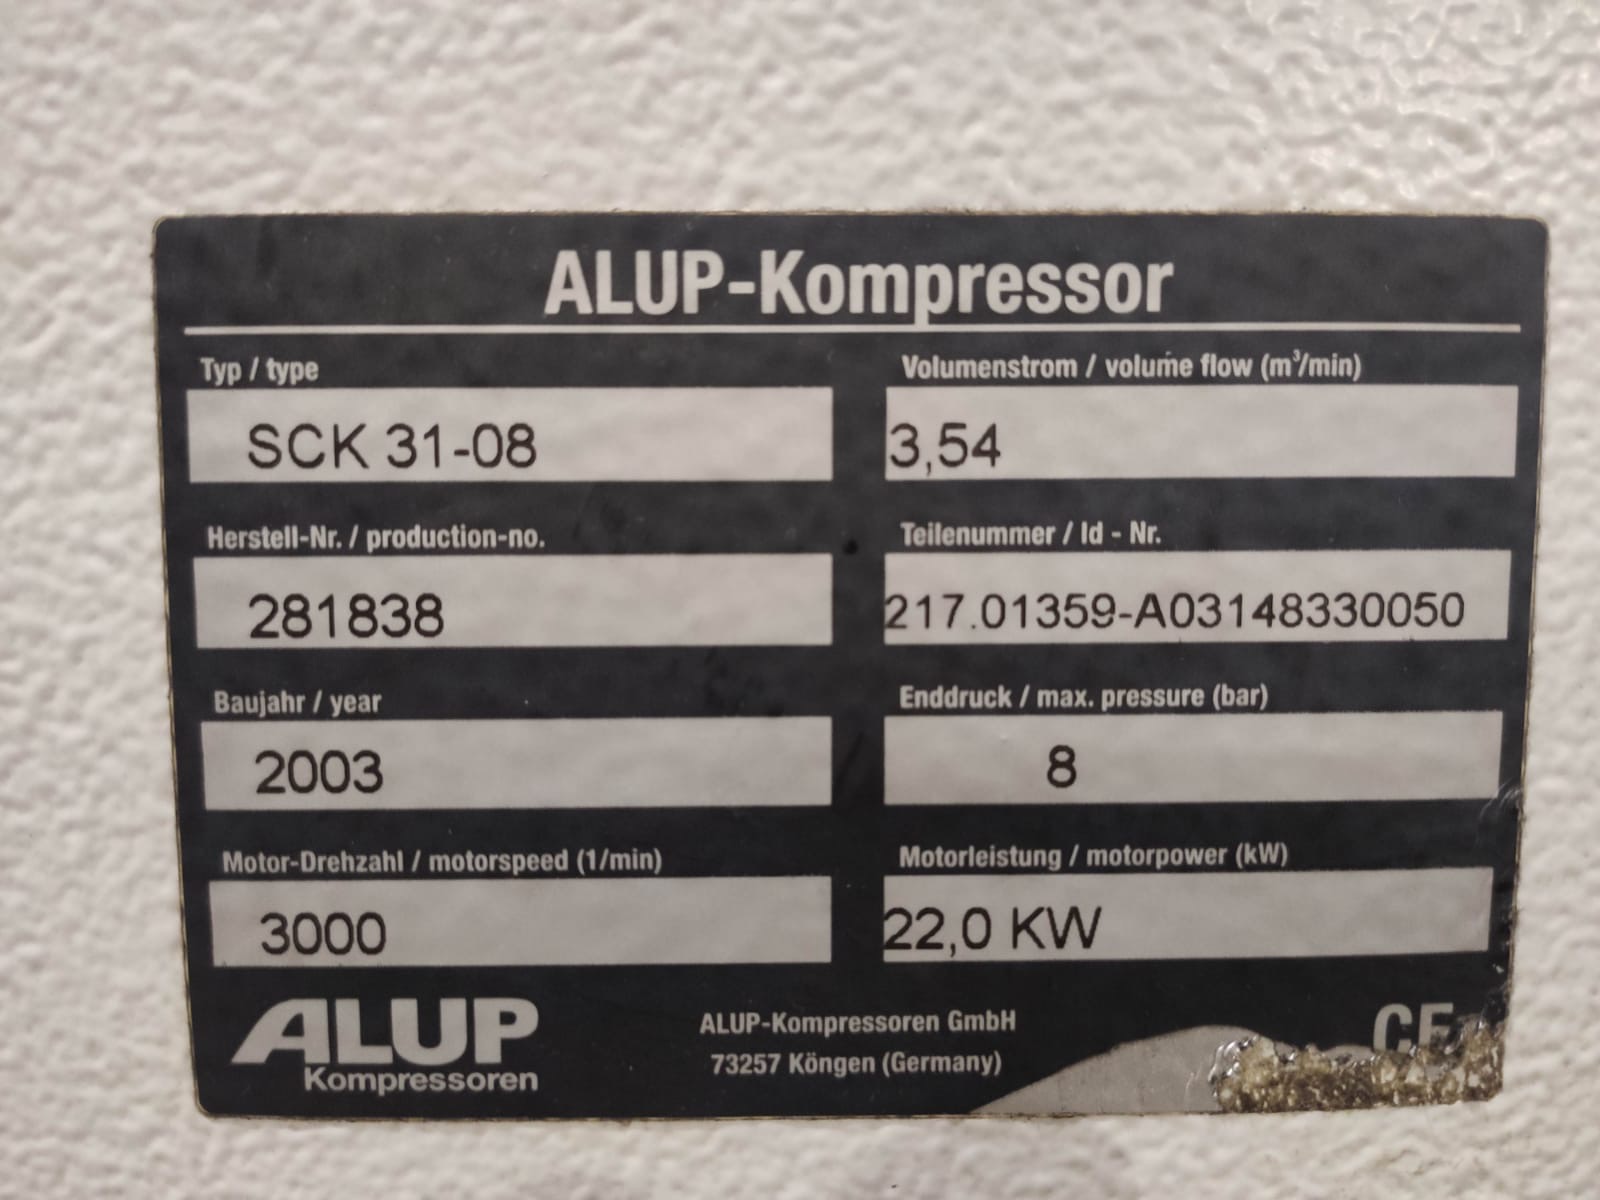 ALUP-Kompressor
Typ / type
SCK 31-08
Volumenstrom / volume flow (m³/min)
3,54
Herstell-Nr. / production-no.
281838
Teilenummer / Id - Nr.
217.01359-A03148330050
Baujahr / year
2003
Enddruck / max. pressure (bar)
8
Motor-Drehzahl / motorspeed (1/min)
3000
Motorleistung / motorpower (kW)
22,0 KW
ALUP
Kompressoren
ALUP-Kompressoren GmbH
73257 Köngen (Germany)
CE